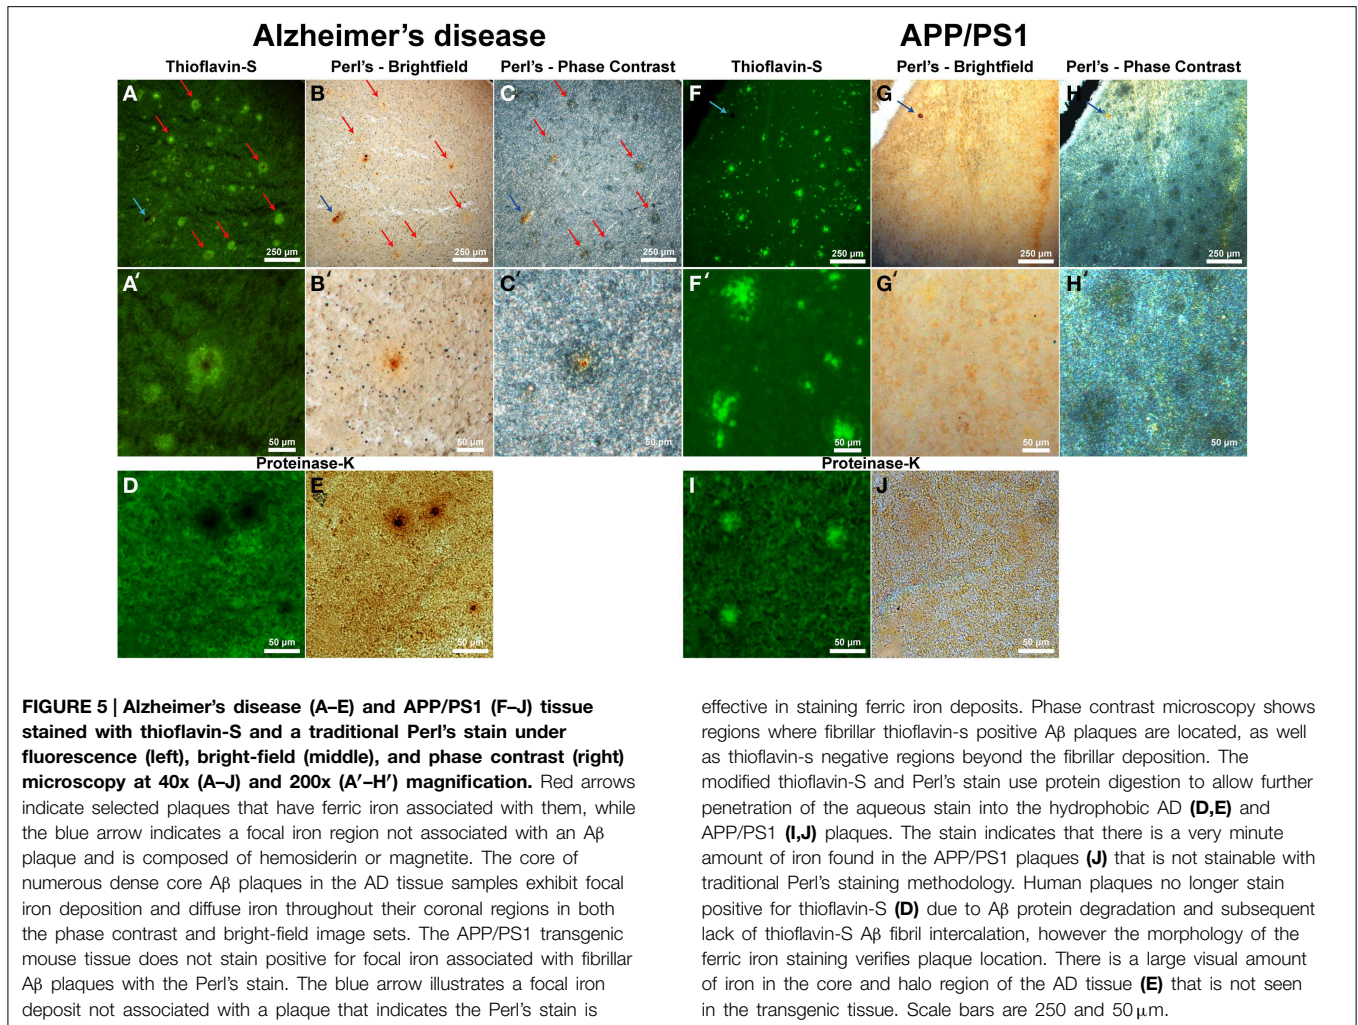 Alzheimer's disease
APP/PS1
Thioflavin-S
Perl's - Brightfield
Perl's - Phase Contrast
Thioflavin-S
Perl's - Brightfield
Perl's - Phase Contrast
A
B
C
F
G
H
250 µm
250 µm
250 µm
250 µm
250 µm
250 µm
A'
B'
C'
F'
G'
H'
50 µm
50 µm
50 µm
50 µm
50 µm
50 µm
Proteinase-K
Proteinase-K
D
E
I
J
50 µm
50 µm
50 µm
50 µm
FIGURE 5 | Alzheimer's disease (A–E) and APP/PS1 (F–J) tissue
stained with thioflavin-S and a traditional Perl's stain under
fluorescence (left), bright-field (middle), and phase contrast (right)
microscopy at 40x (A–J) and 200x (A′–H′) magnification. Red arrows
indicate selected plaques that have ferric iron associated with them, while
the blue arrow indicates a focal iron region not associated with an Aβ
plaque and is composed of hemosiderin or magnetite. The core of
numerous dense core Aβ plaques in the AD tissue samples exhibit focal
iron deposition and diffuse iron throughout their coronal regions in both
the phase contrast and bright-field image sets. The APP/PS1 transgenic
mouse tissue does not stain positive for focal iron associated with fibrillar
Aβ plaques with the Perl's stain. The blue arrow illustrates a focal iron
deposit not associated with a plaque that indicates the Perl's stain is
effective in staining ferric iron deposits. Phase contrast microscopy shows
regions where fibrillar thioflavin-s positive Aβ plaques are located, as well
as thioflavin-s negative regions beyond the fibrillar deposition. The
modified thioflavin-S and Perl's stain use protein digestion to allow further
penetration of the aqueous stain into the hydrophobic AD (D,E) and
APP/PS1 (I,J) plaques. The stain indicates that there is a very minute
amount of iron found in the APP/PS1 plaques (J) that is not stainable with
traditional Perl's staining methodology. Human plaques no longer stain
positive for thioflavin-S (D) due to Aβ protein degradation and subsequent
lack of thioflavin-S Aβ fibril intercalation, however the morphology of the
ferric iron staining verifies plaque location. There is a large visual amount
of iron in the core and halo region of the AD tissue (E) that is not seen
in the transgenic tissue. Scale bars are 250 and 50 µm.